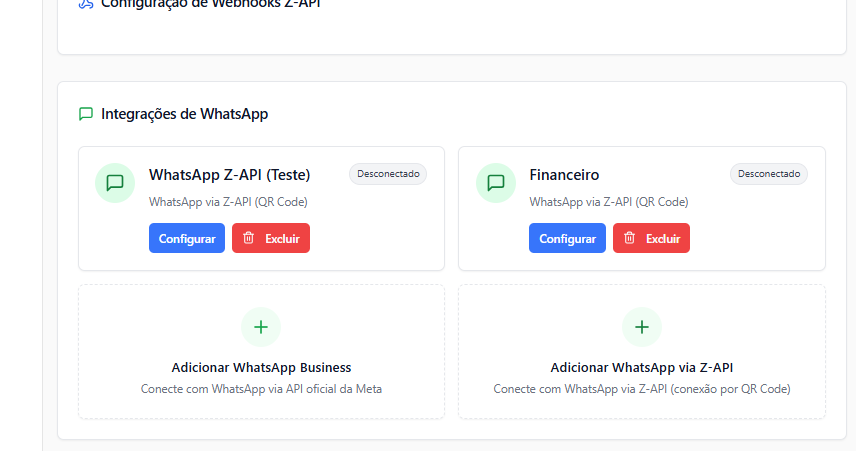 Configuração de Webhooks Z-API
Integrações de WhatsApp
WhatsApp Z-API (Teste)
Desconectado
WhatsApp via Z-API (QR Code)
Configurar
Excluir
Financeiro
Desconectado
WhatsApp via Z-API (QR Code)
Configurar
Excluir
Adicionar WhatsApp Business
Conecte com WhatsApp via API oficial da Meta
Adicionar WhatsApp via Z-API
Conecte com WhatsApp via Z-API (conexão por QR Code)